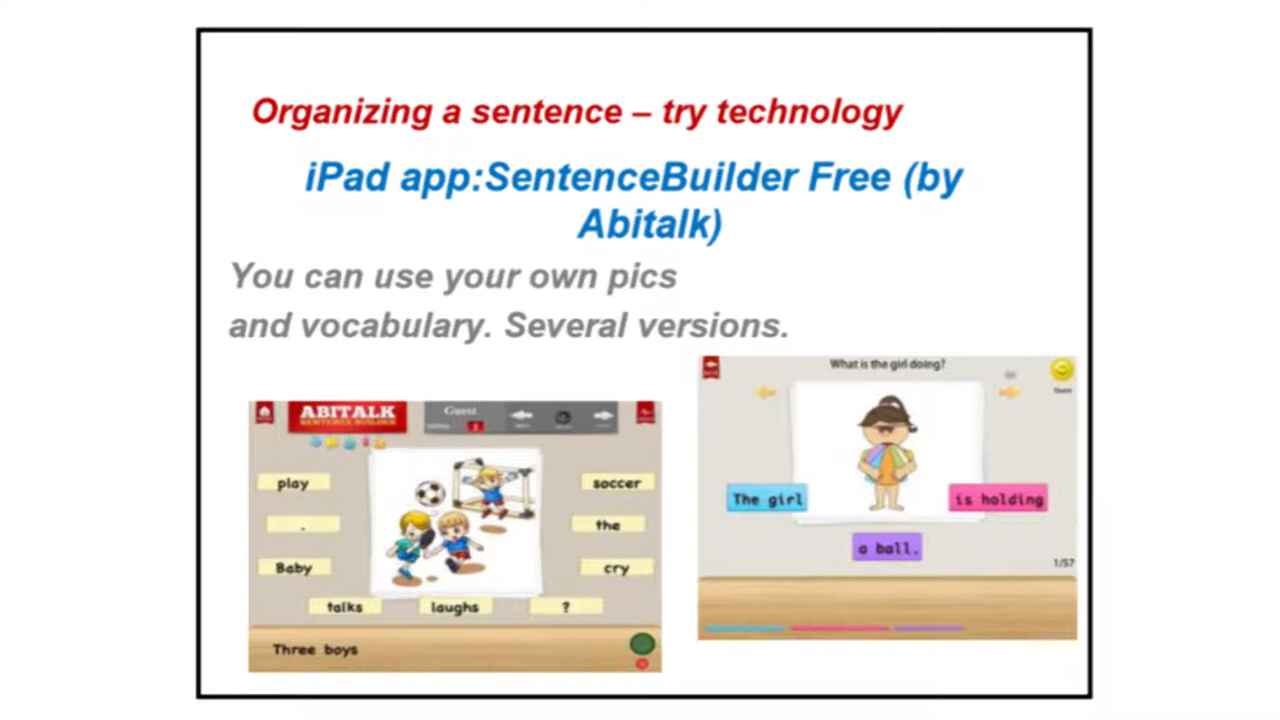 Organizing a sentence – try technology
iPad app:SentenceBuilder Free (by
Abitalk)
You can use your own pics
and vocabulary. Several versions.
What is the girl doing?
The girl
is holding
a ball.
1/57
ABITALK
SENTENCE BUILDER
Guest
play
soccer
.
the
Baby
cry
talks
laughs
?
Three boys